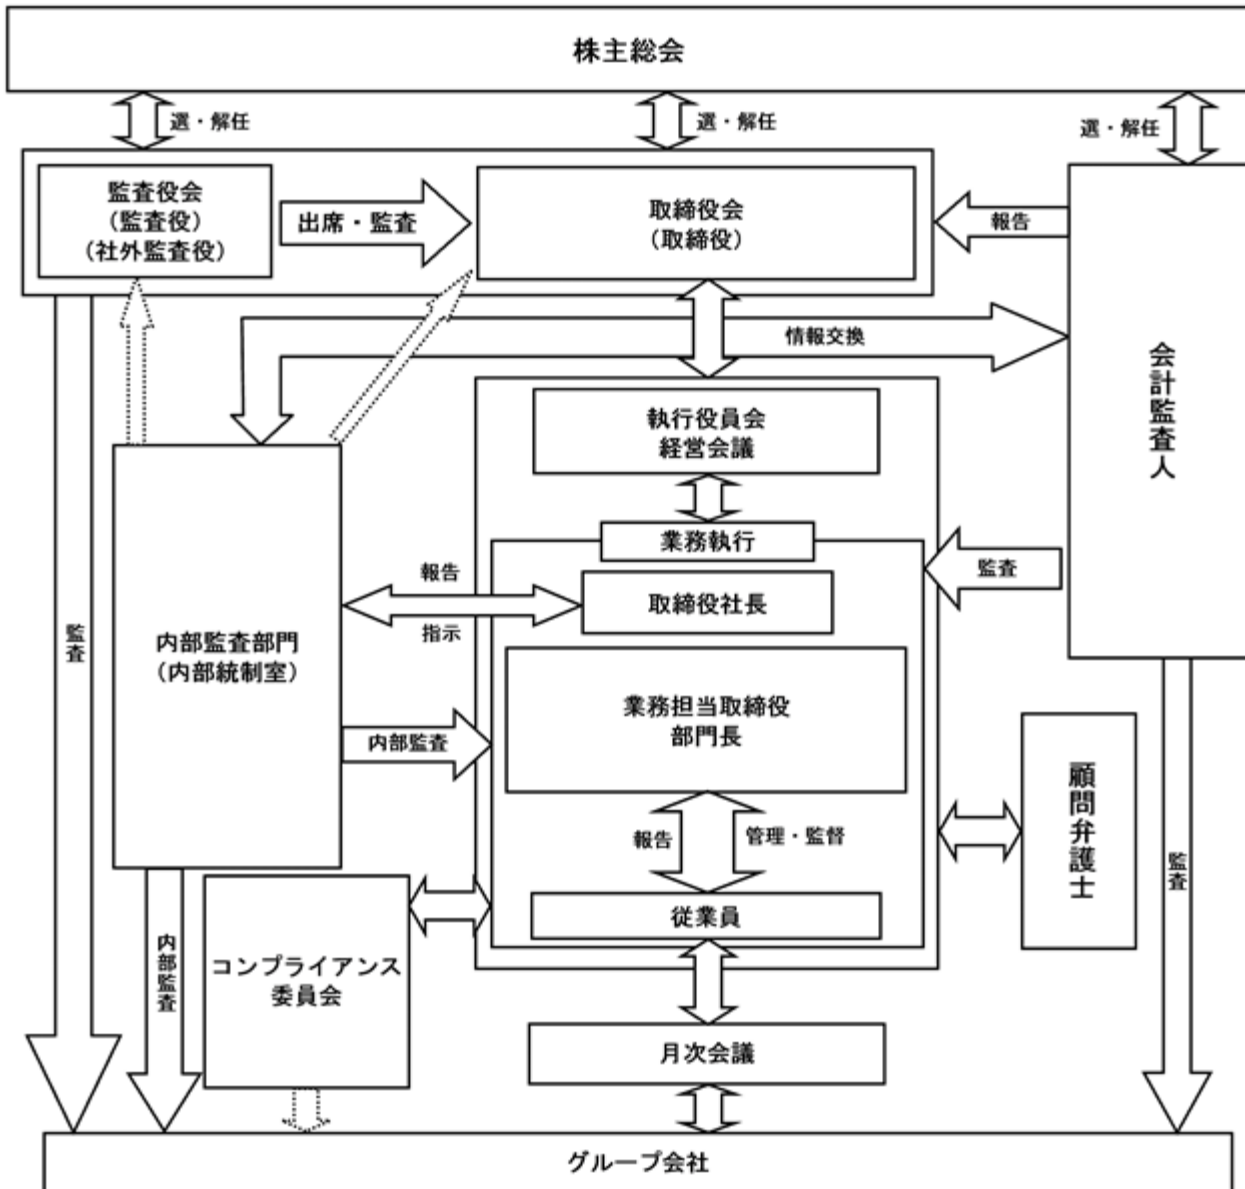 株主総会
選・解任
選・解任
選・解任
監査役会
（監査役）
（社外監査役）
出席・監査
取締役会
（取締役）
報告
情報交換
会計監査人
執行役員会
経営会議
業務執行
監査
報告
取締役社長
指示
監査
内部監査部門
（内部統制室）
業務担当取締役
部門長
内部監査
顧問弁護士
報告
管理・監督
監査
従業員
内部監査
コンプライアンス
委員会
月次会議
グループ会社